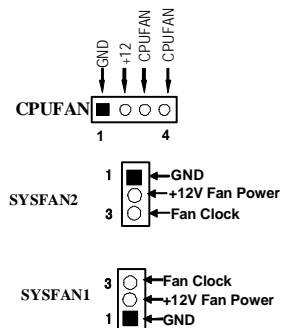 GND
+12
CPUFAN
CPUFAN
CPUFAN
1 4
1 GND
+12V Fan Power
SYSFAN2
3 Fan Clock
3 Fan Clock
SYSFAN1
+12V Fan Power
1 GND